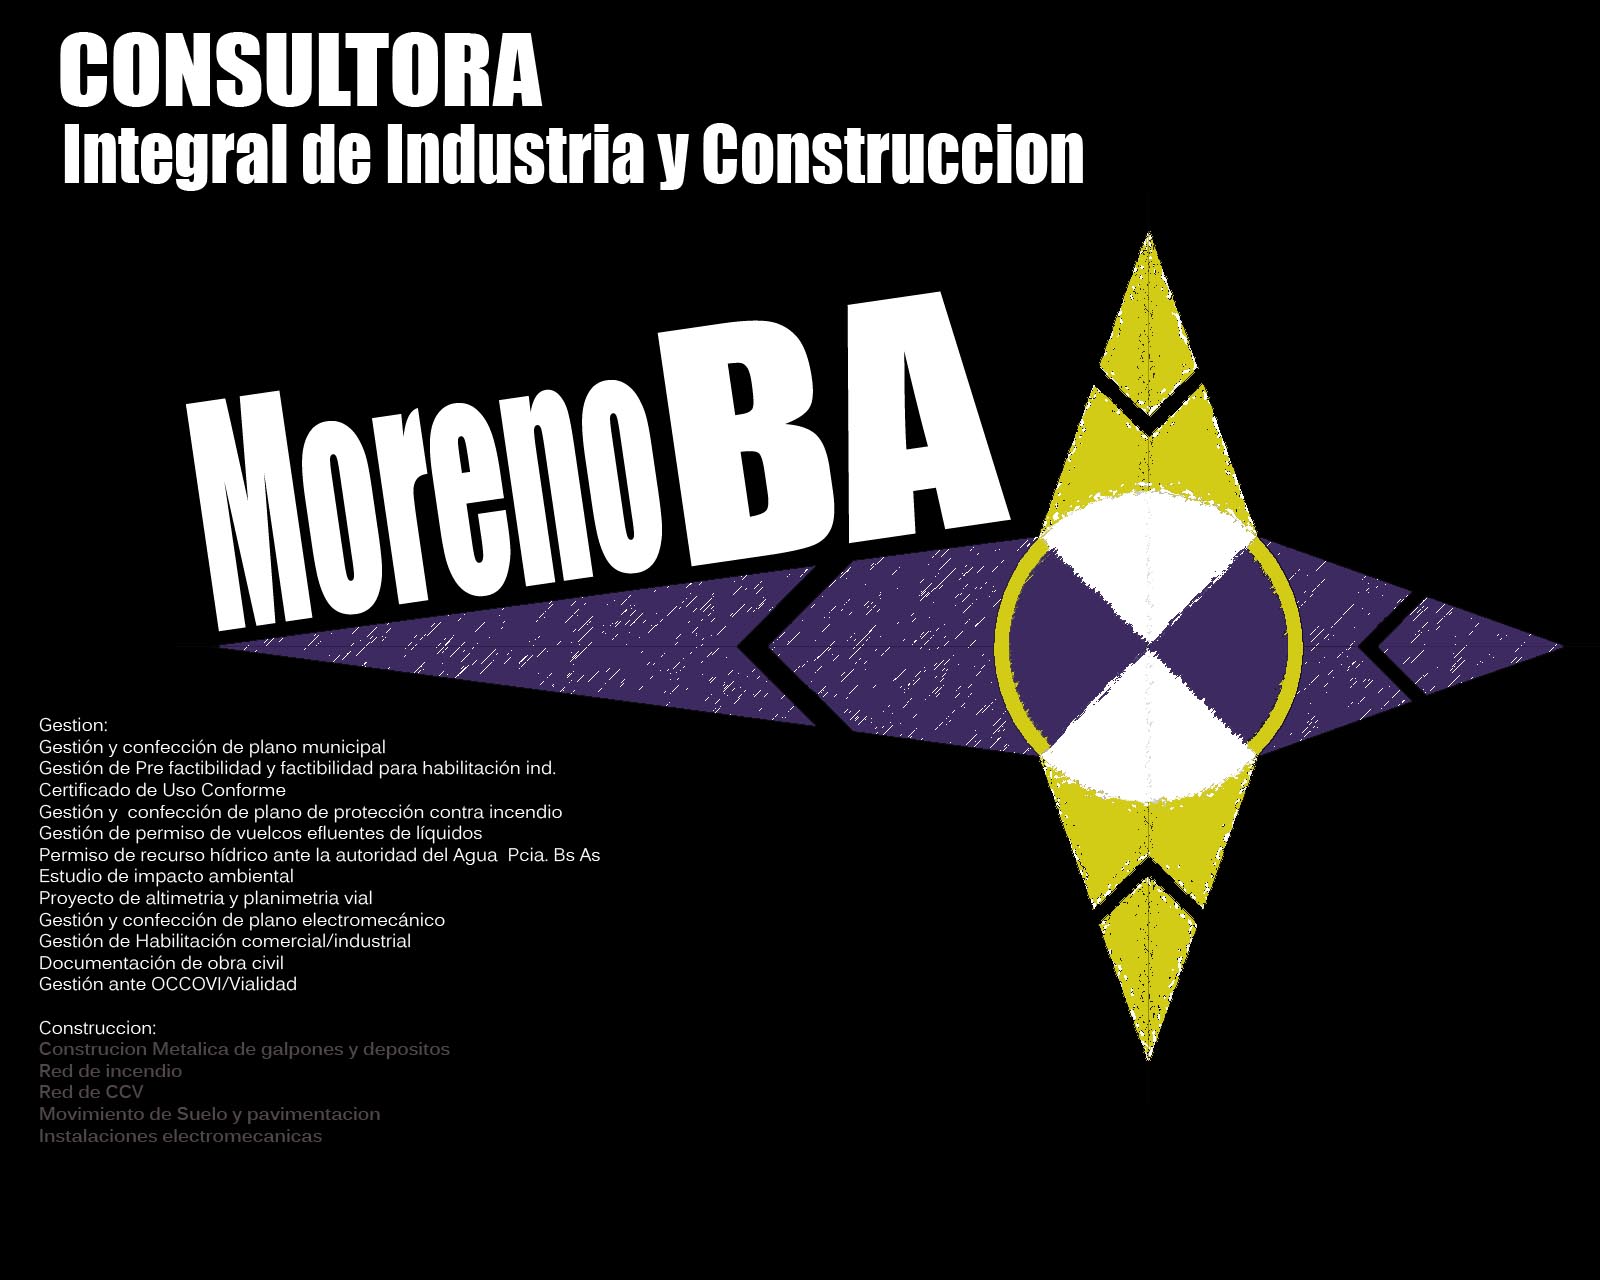 CONSULTORA
Integral de Industria y Construccion
Moreno BA
Gestion:
Gestión y confección de plano municipal
Gestión de Pre factibilidad y factibilidad para habilitación ind.
Certificado de Uso Conforme
Gestión y  confección de plano de protección contra incendio
Gestión de permiso de vuelcos efluentes de líquidos
Permiso de recurso hídrico ante la autoridad del Agua  Pcia. Bs As
Estudio de impacto ambiental
Proyecto de altimetria y planimetria vial
Gestión y confección de plano electromecánico
Gestión de Habilitación comercial/industrial
Documentación de obra civil
Gestión ante OCCOVI/Vialidad
Construccion:
Construcion Metalica de galpones y depositos
Red de incendio
Red de CCV
Movimiento de Suelo y pavimentacion
Instalaciones electromecanicas